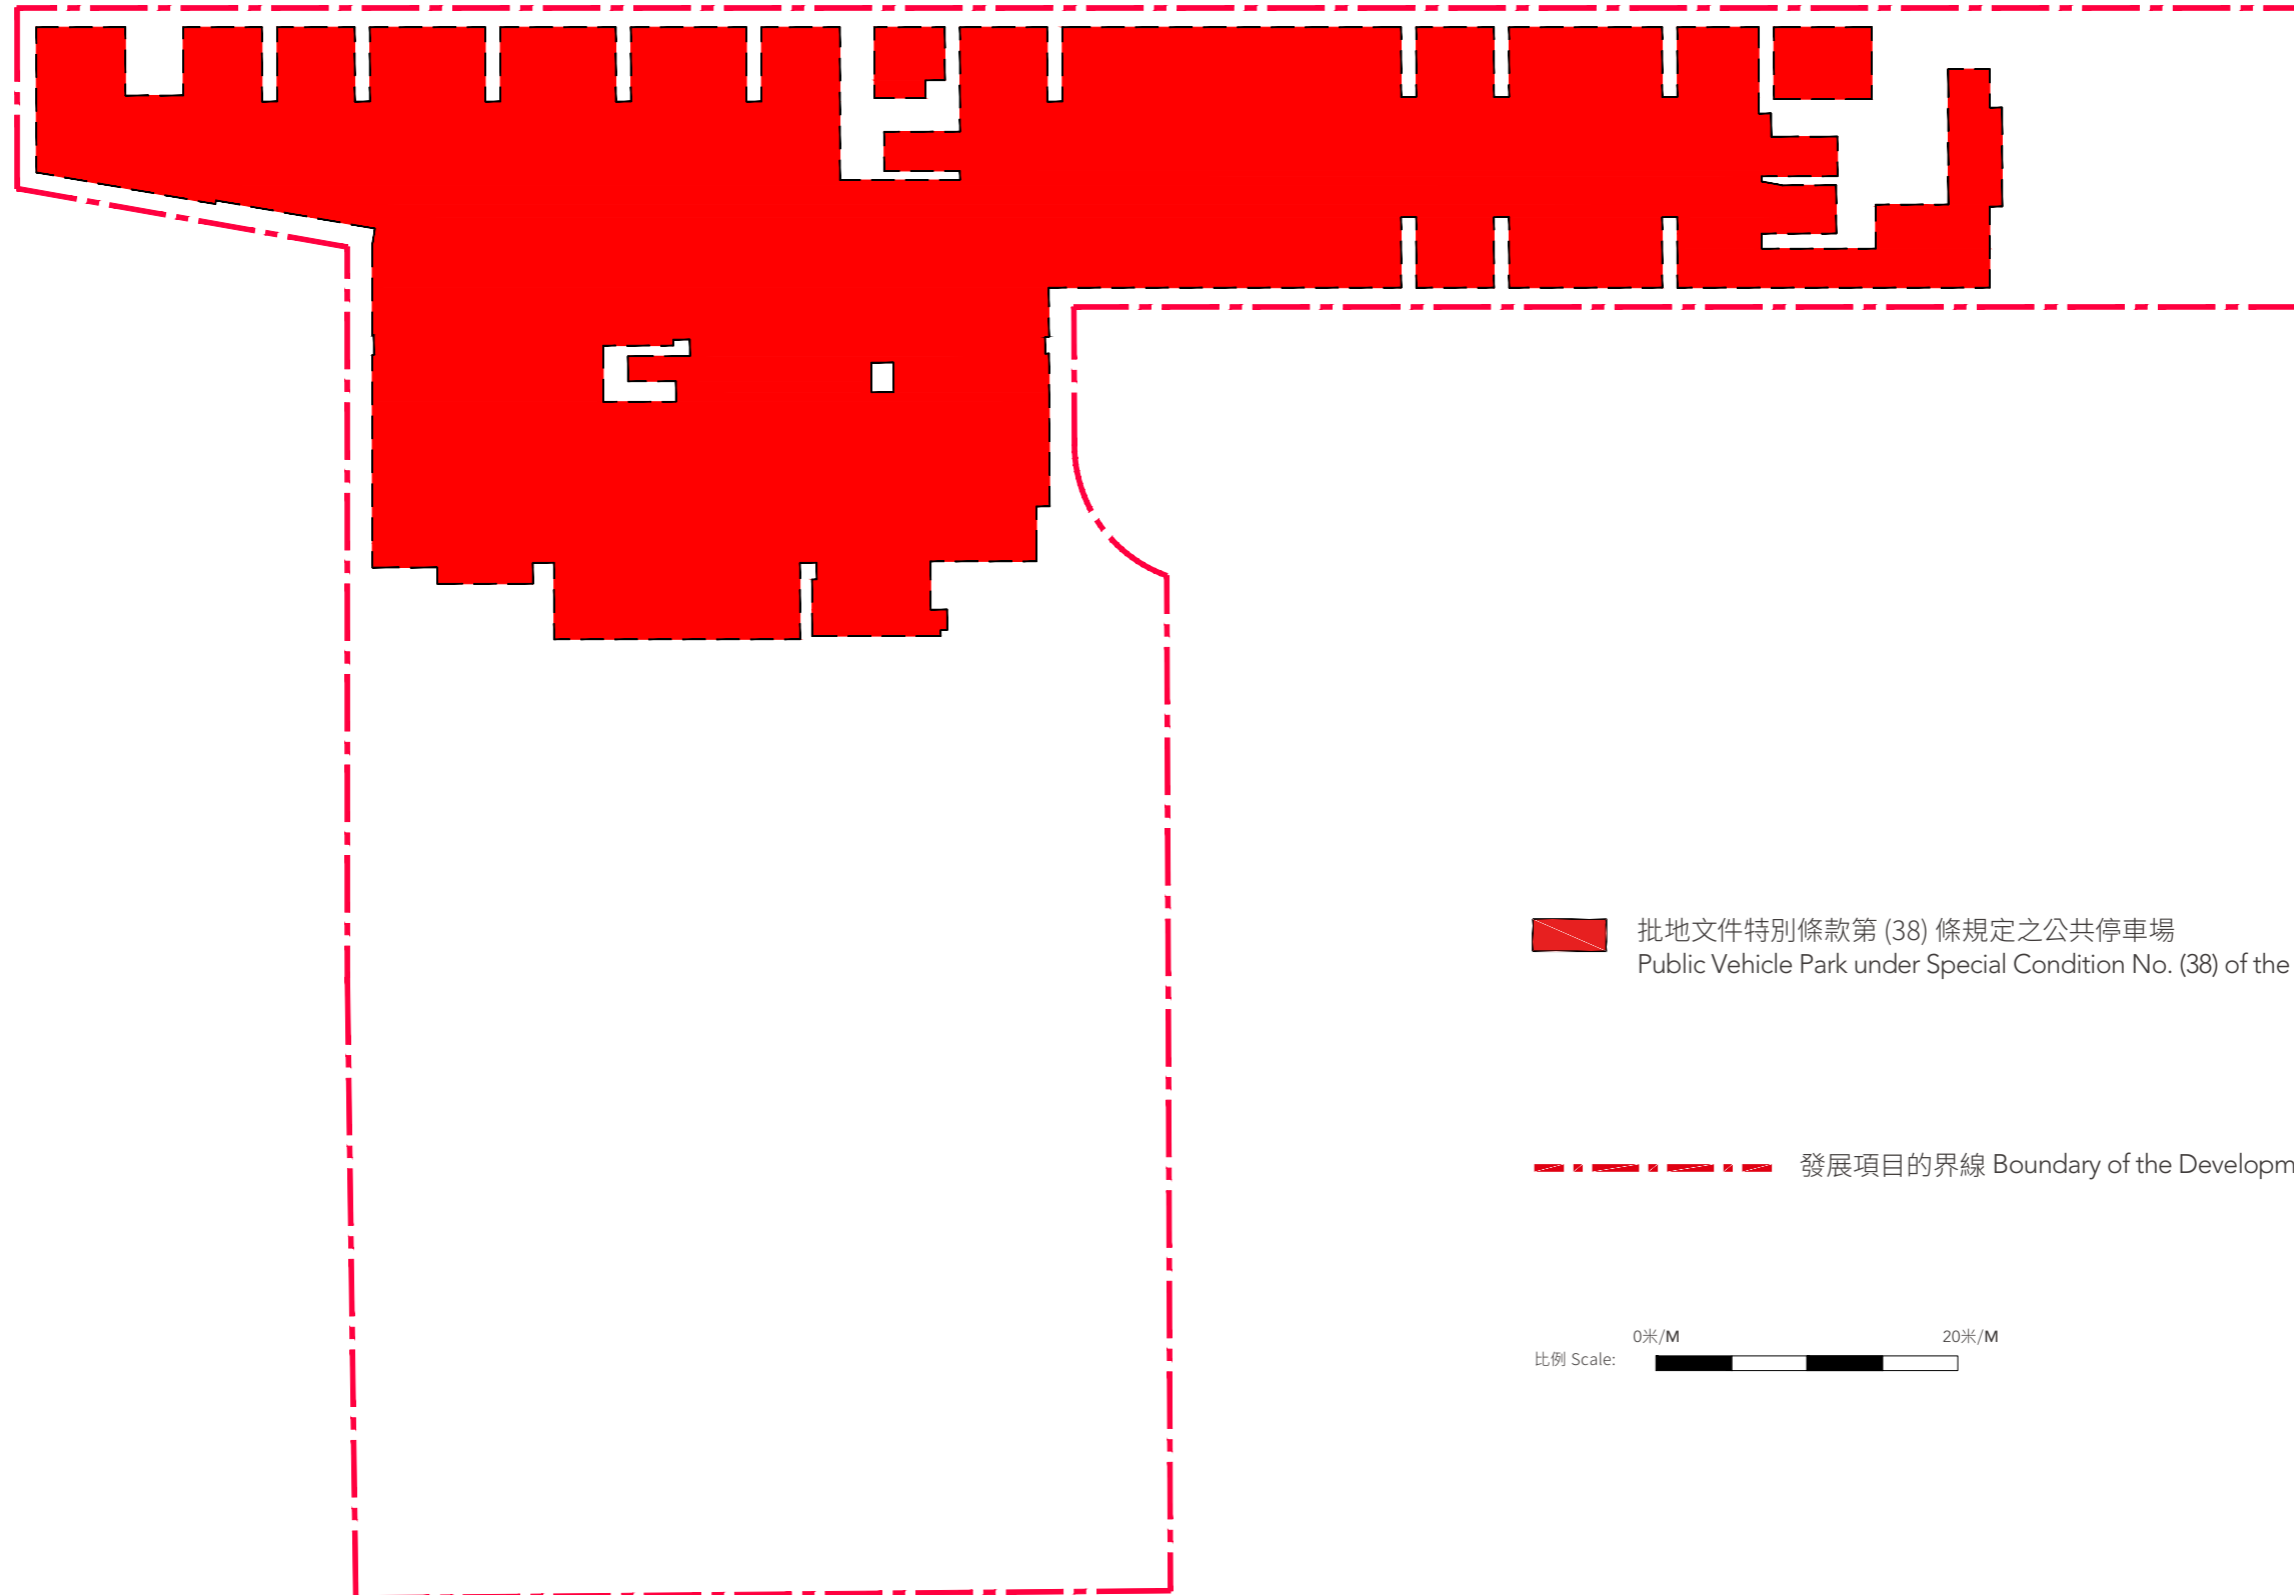 批地文件特別條款第 (38) 條規定之公共停車場
Public Vehicle Park under Special Condition No. (38) of the
發展項目的界線 Boundary of the Developm
0米/M 20米/M
比例 Scale: